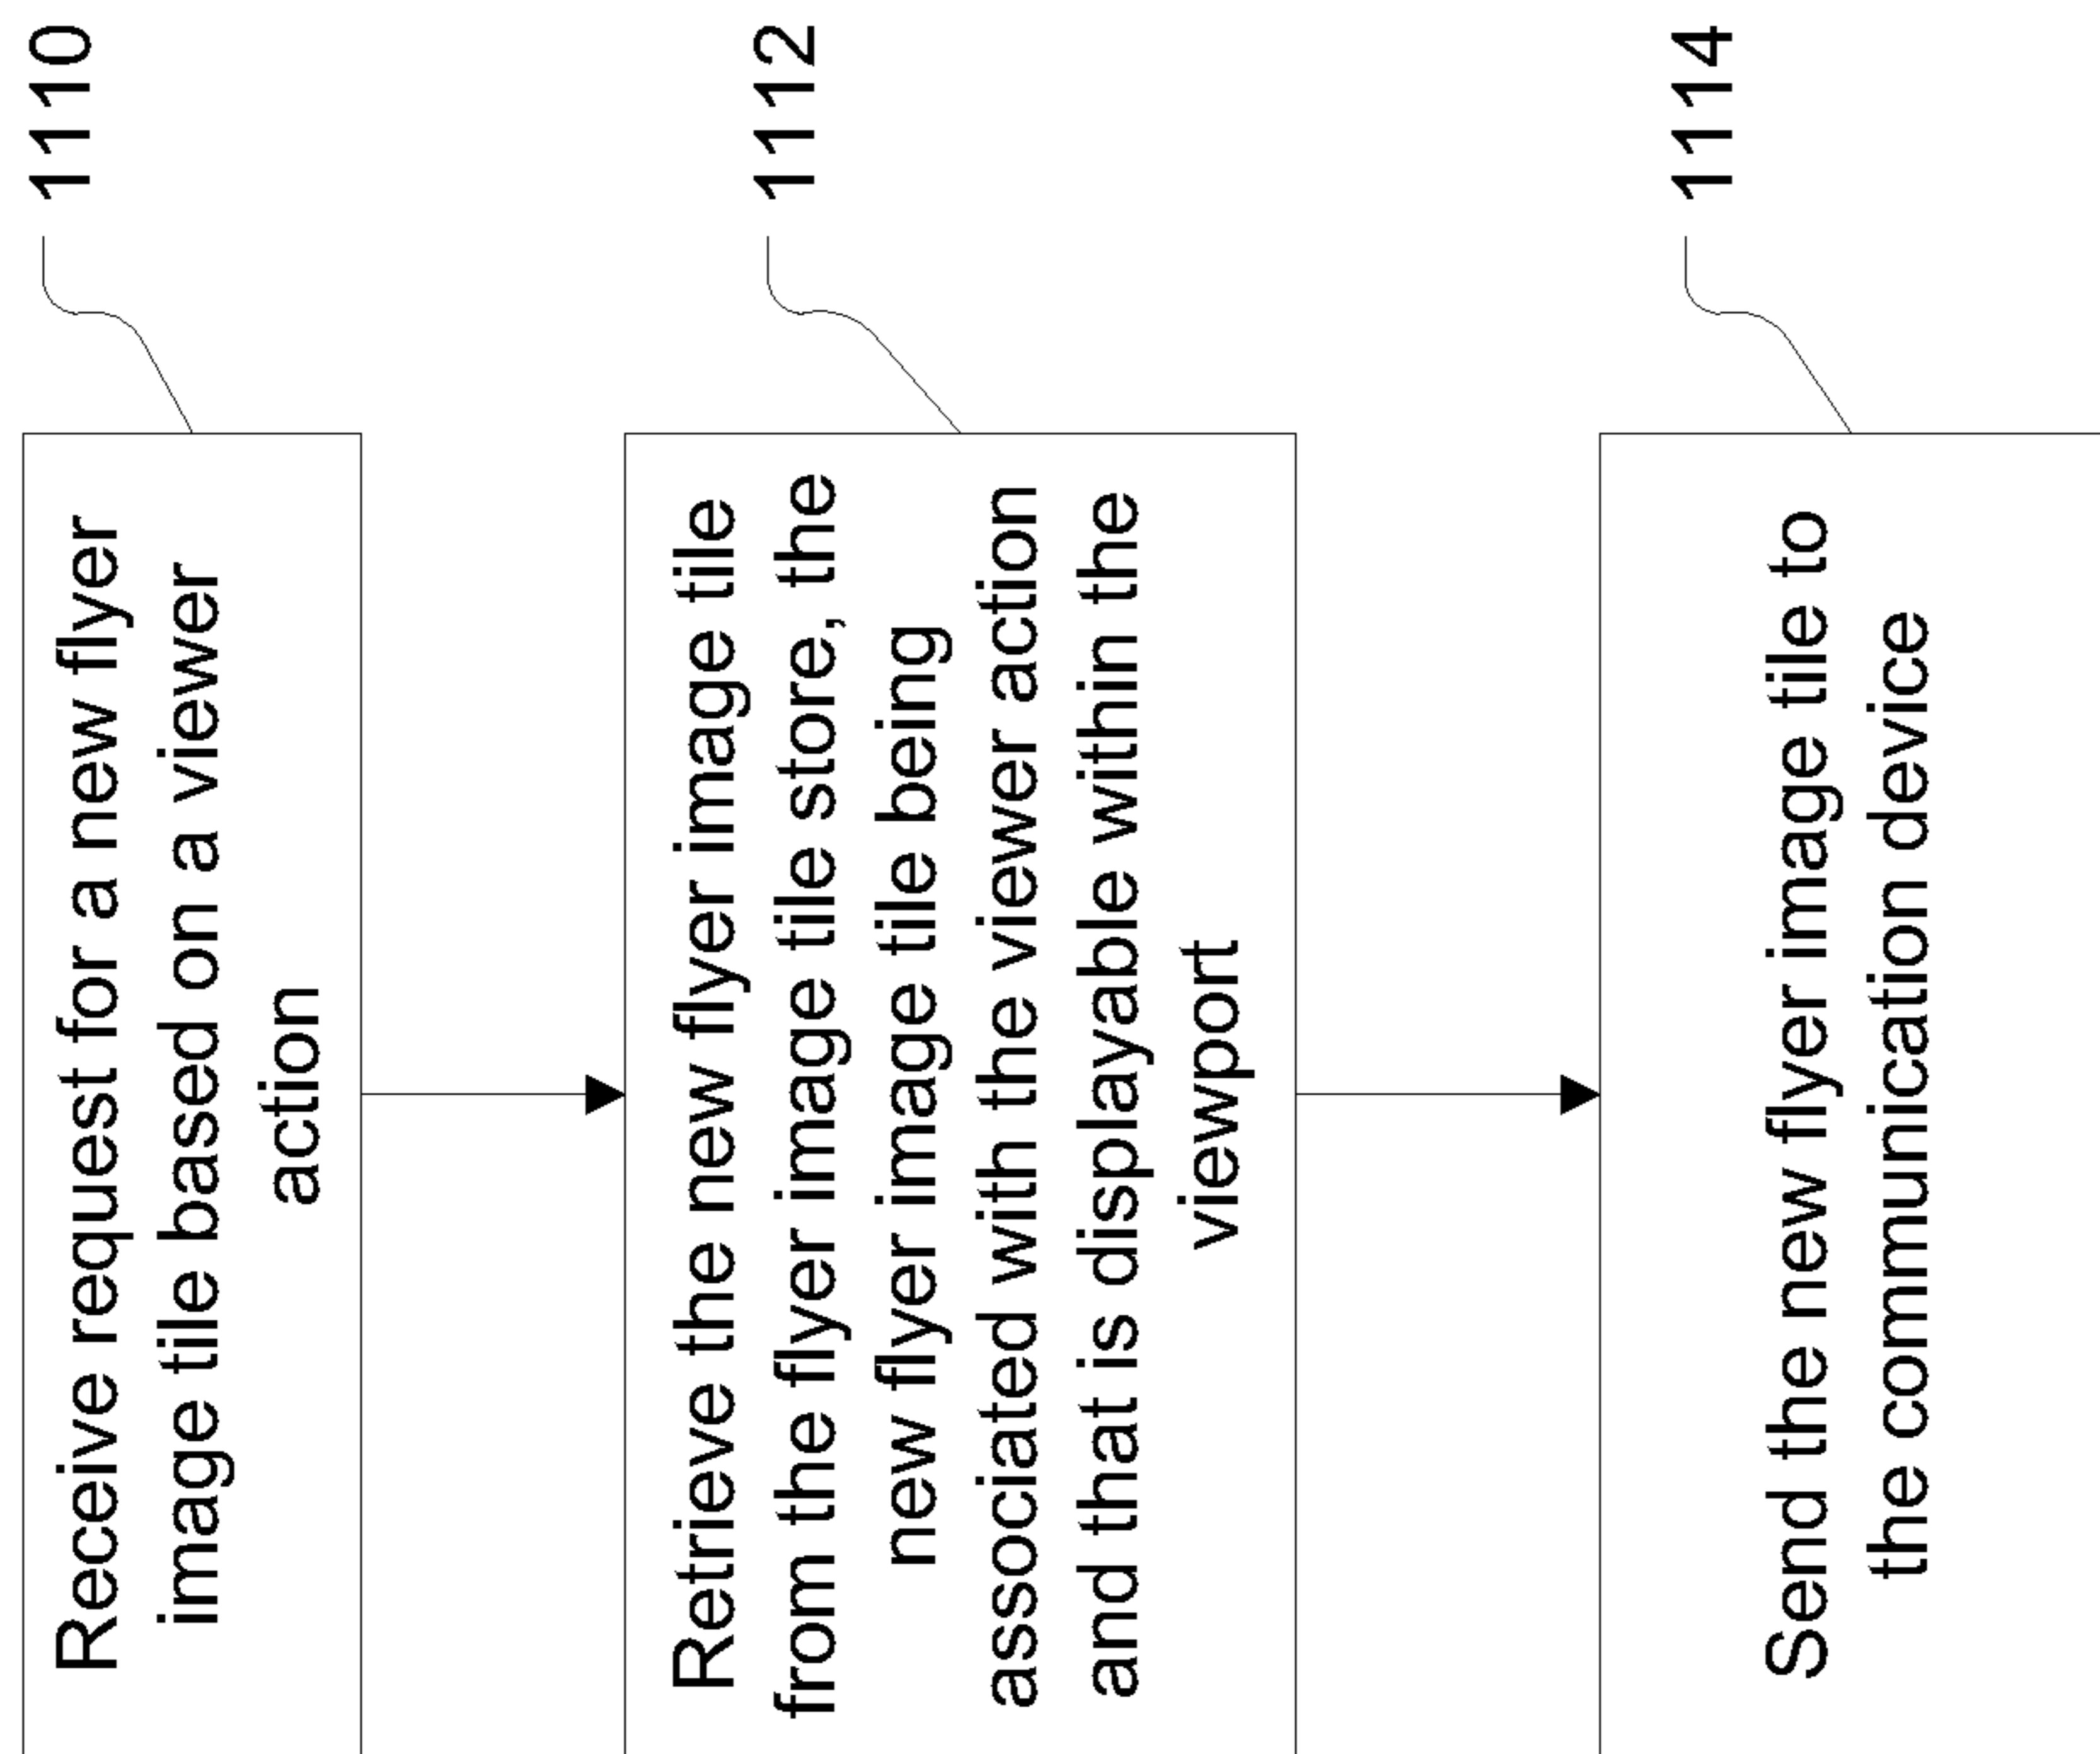 Receive request for a new flyer
image tile based on a viewer
action
1110
Retrieve the new flyer image tile
from the flyer image tile store, the
new flyer image tile being
associated with the viewer action
and that is displayable within the
viewport
1112
Send the new flyer image tile to
the communication device
1114